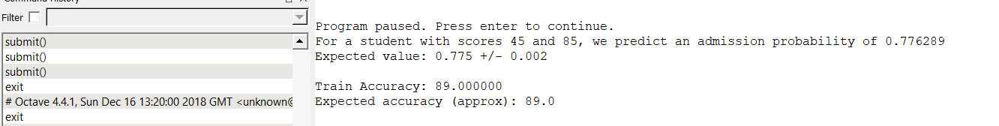 Command History
Filter
submit()
submit()
submit()
exit
# Octave 4.4.1, Sun Dec 16 13:20:00 2018 GMT <unknown@
exit
Program paused. Press enter to continue.
For a student with scores 45 and 85, we predict an admission probability of 0.776289
Expected value: 0.775 +/- 0.002
Train Accuracy: 89.000000
Expected accuracy (approx): 89.0